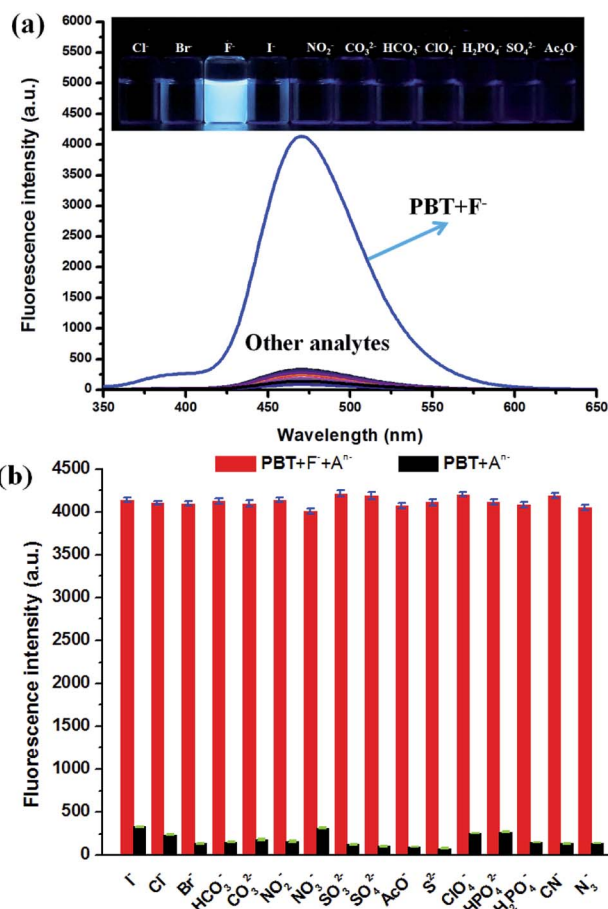 (a)
6000
5500
5000
4500
4000
3500
3000
2500
2000
1500
1000
500
0
Fluorescence intensity (a.u.)
Cl⁻ Br⁻ F⁻ I⁻ NO₂⁻ CO₃²⁻ HCO₃⁻ ClO₄⁻ H₂PO₄⁻ SO₄²⁻ Ac₂O⁻
PBT+F⁻
Other analytes
350 400 450 500 550 600 650
Wavelength (nm)
(b)
PBT+F⁻+Aⁿ⁻ PBT+Aⁿ⁻
4500
4000
3500
3000
2500
2000
1500
1000
500
0
Fluorescence intensity (a.u.)
I⁻ Cl⁻ Br⁻ HCO₃⁻ CO₃²⁻ NO₂⁻ NO₃⁻ SO₃²⁻ SO₄²⁻ AcO⁻ S²⁻ ClO₄⁻ HPO₄²⁻ H₂PO₄⁻ CN⁻ N₃⁻